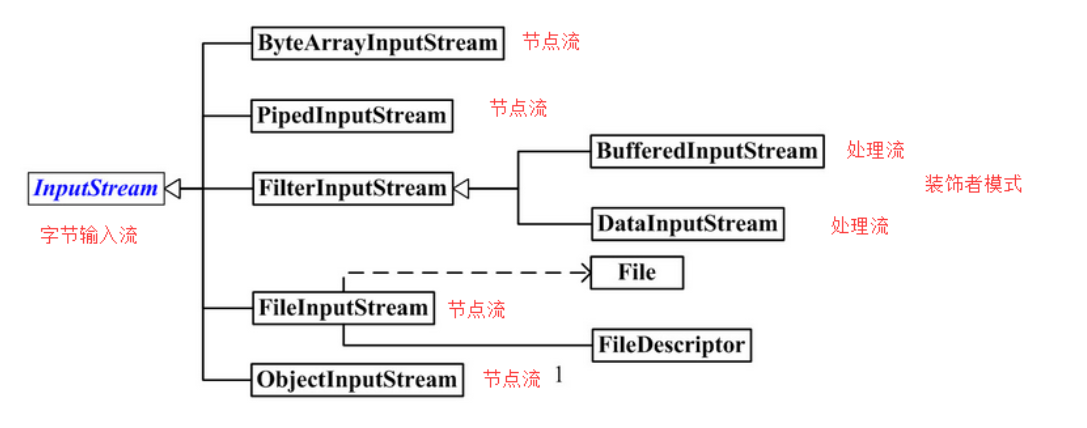 ByteArrayInputStream 节点流
PipedInputStream 节点流
BufferedInputStream 处理流
InputStream FilterInputStream 装饰者模式
字节输入流 DataInputStream 处理流
File
FileInputStream 节点流
FileDescriptor
ObjectInputStream 节点流 1